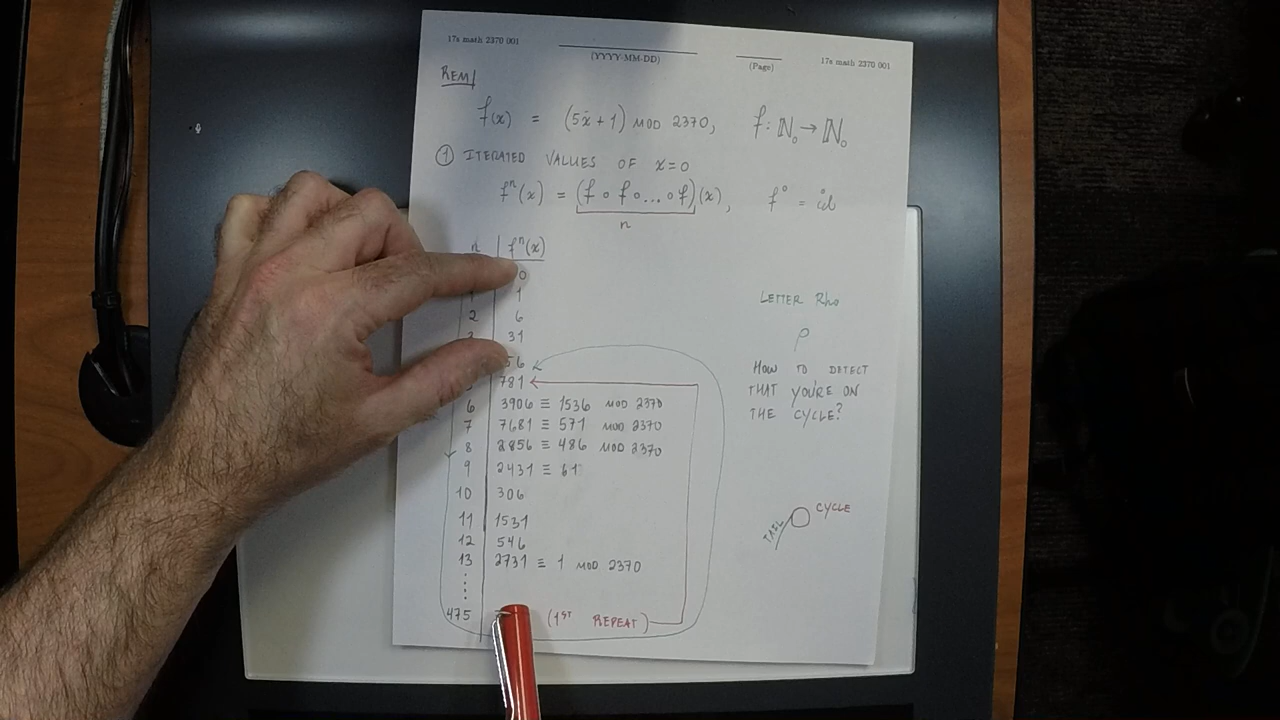 17s math 2370 001
(YYYY-MM-DD)
(Page)
17s math 2370 001
REM
f(x) = (5x+1) MOD 2370, f: ℕ₀ → ℕ₀
① ITERATED VALUES OF x=0
fⁿ(x) = (f ∘ f ∘ ... ∘ f)(x), f⁰ = id
n
n fⁿ(x)
0
1
2 6
31
56
781
6 3906 ≡ 1536 MOD 2370
7 7681 ≡ 571 MOD 2370
8 2856 ≡ 486 MOD 2370
9 2431 ≡ 61
10 306
11 1531
12 546
13 2731 ≡ 1 MOD 2370
475 (1ST REPEAT)
LETTER Rho
ρ
HOW TO DETECT
THAT YOU'RE ON
THE CYCLE?
CYCLE
TAIL